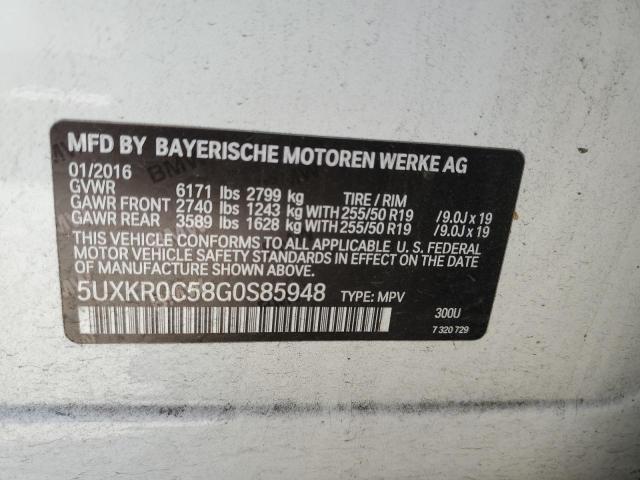 MFD BY BAYERISCHE MOTOREN WERKE AG
01/2016
GVWR 6171 lbs 2799 kg TIRE / RIM
GAWR FRONT 2740 lbs 1243 kg WITH 255/50 R19 /9.0J x 19
GAWR REAR 3589 lbs 1628 kg WITH 255/50 R19 /9.0J x 19
THIS VEHICLE CONFORMS TO ALL APPLICABLE U. S. FEDERAL
MOTOR VEHICLE SAFETY STANDARDS IN EFFECT ON THE DATE OF
MANUFACTURE SHOWN ABOVE.
5UXKR0C58G0S85948 TYPE: MPV
300U
7 320 729